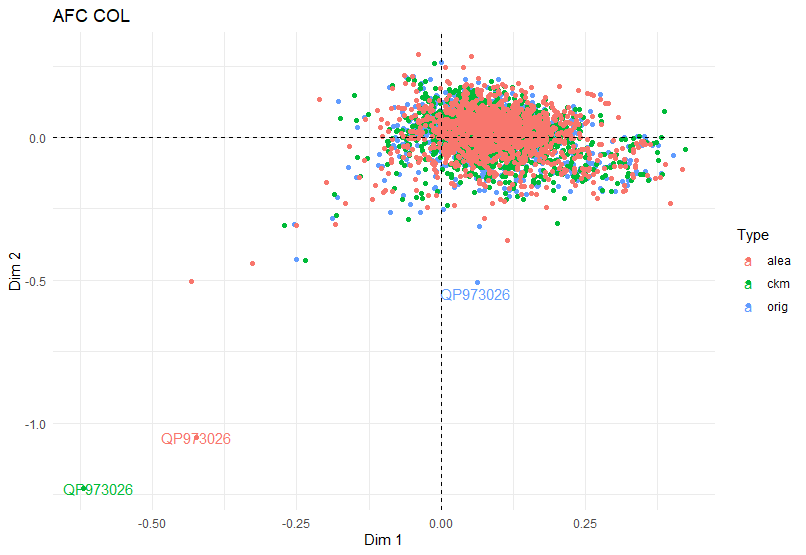 AFC COL
0.0
-0.5
-1.0
Dim 2
QP973026
QP973026
QP973026
-0.50
-0.25
0.00
0.25
Dim 1
Type
a alea
a ckm
a orig